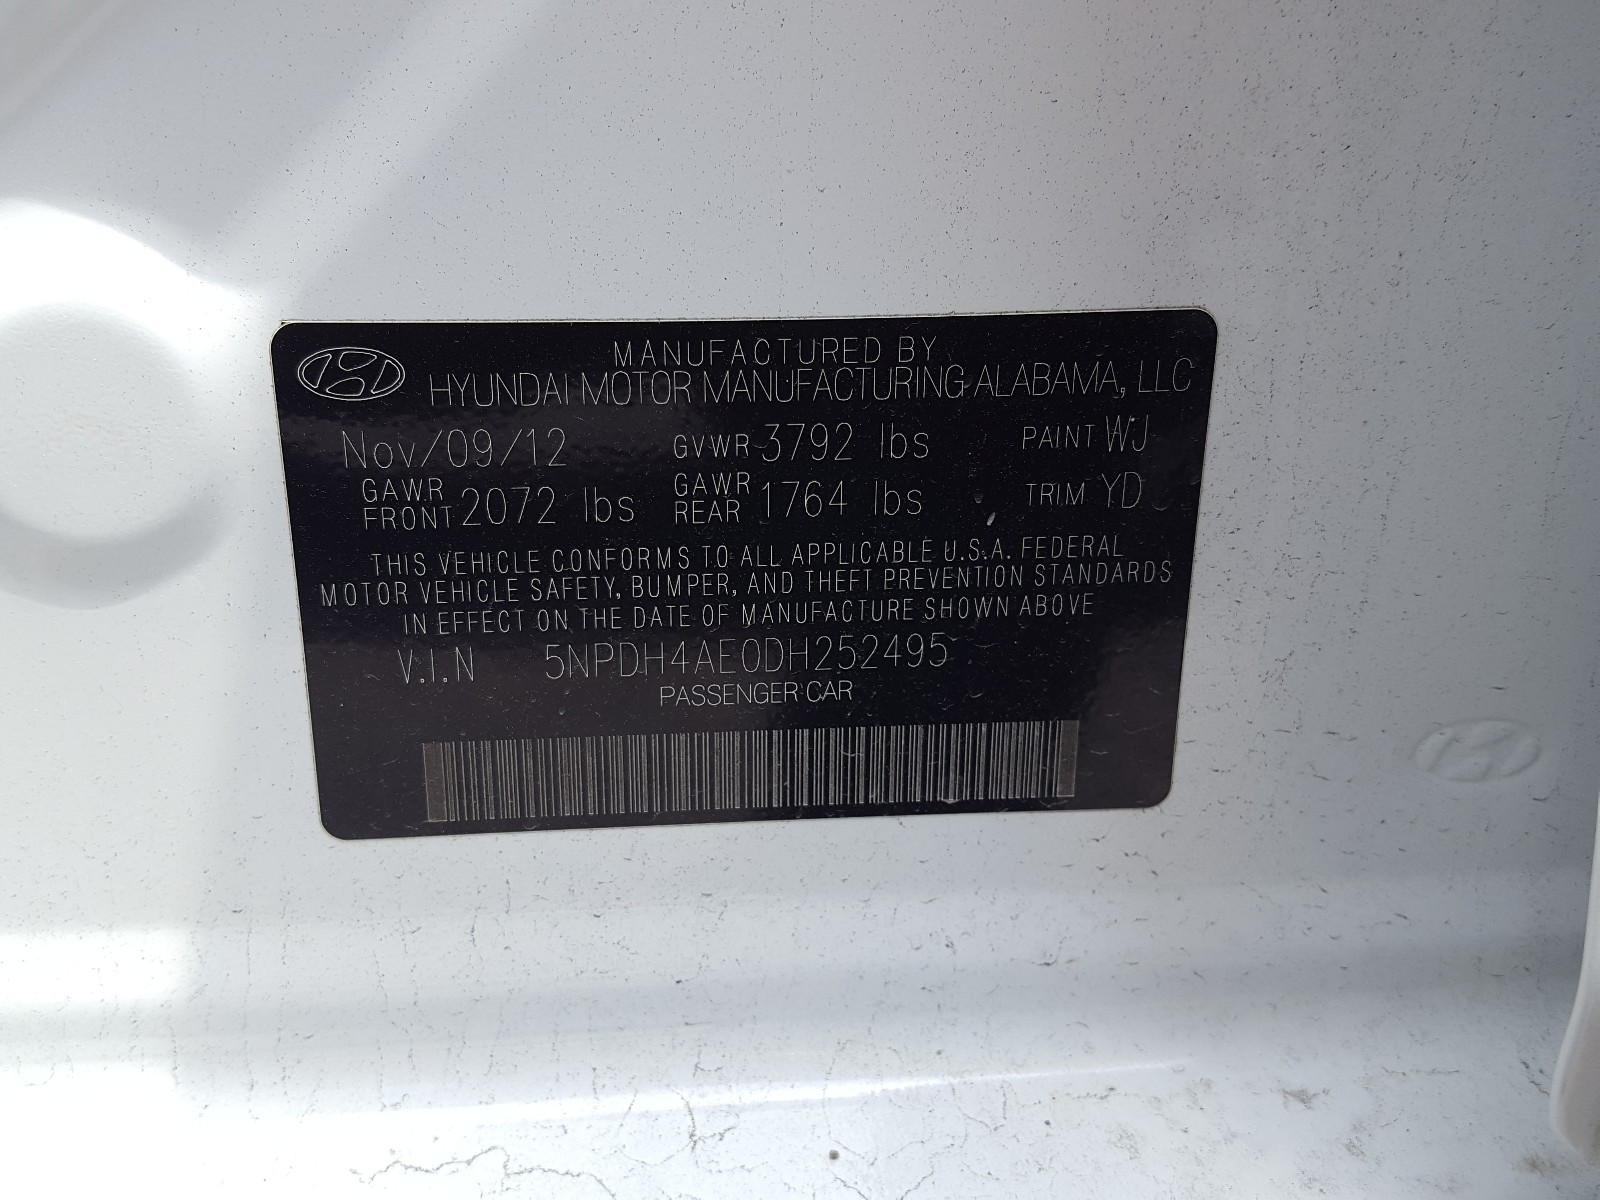 MANUFACTURED BY
HYUNDAI MOTOR MANUFACTURING ALABAMA, LLC
Nov/09/12 GVWR 3792 lbs PAINT WJ
GAWR FRONT 2072 lbs GAWR REAR 1764 lbs TRIM YD
THIS VEHICLE CONFORMS TO ALL APPLICABLE U.S.A. FEDERAL
MOTOR VEHICLE SAFETY, BUMPER, AND THEFT PREVENTION STANDARDS
IN EFFECT ON THE DATE OF MANUFACTURE SHOWN ABOVE
V.I.N 5NPDH4AE0DH252495
PASSENGER CAR